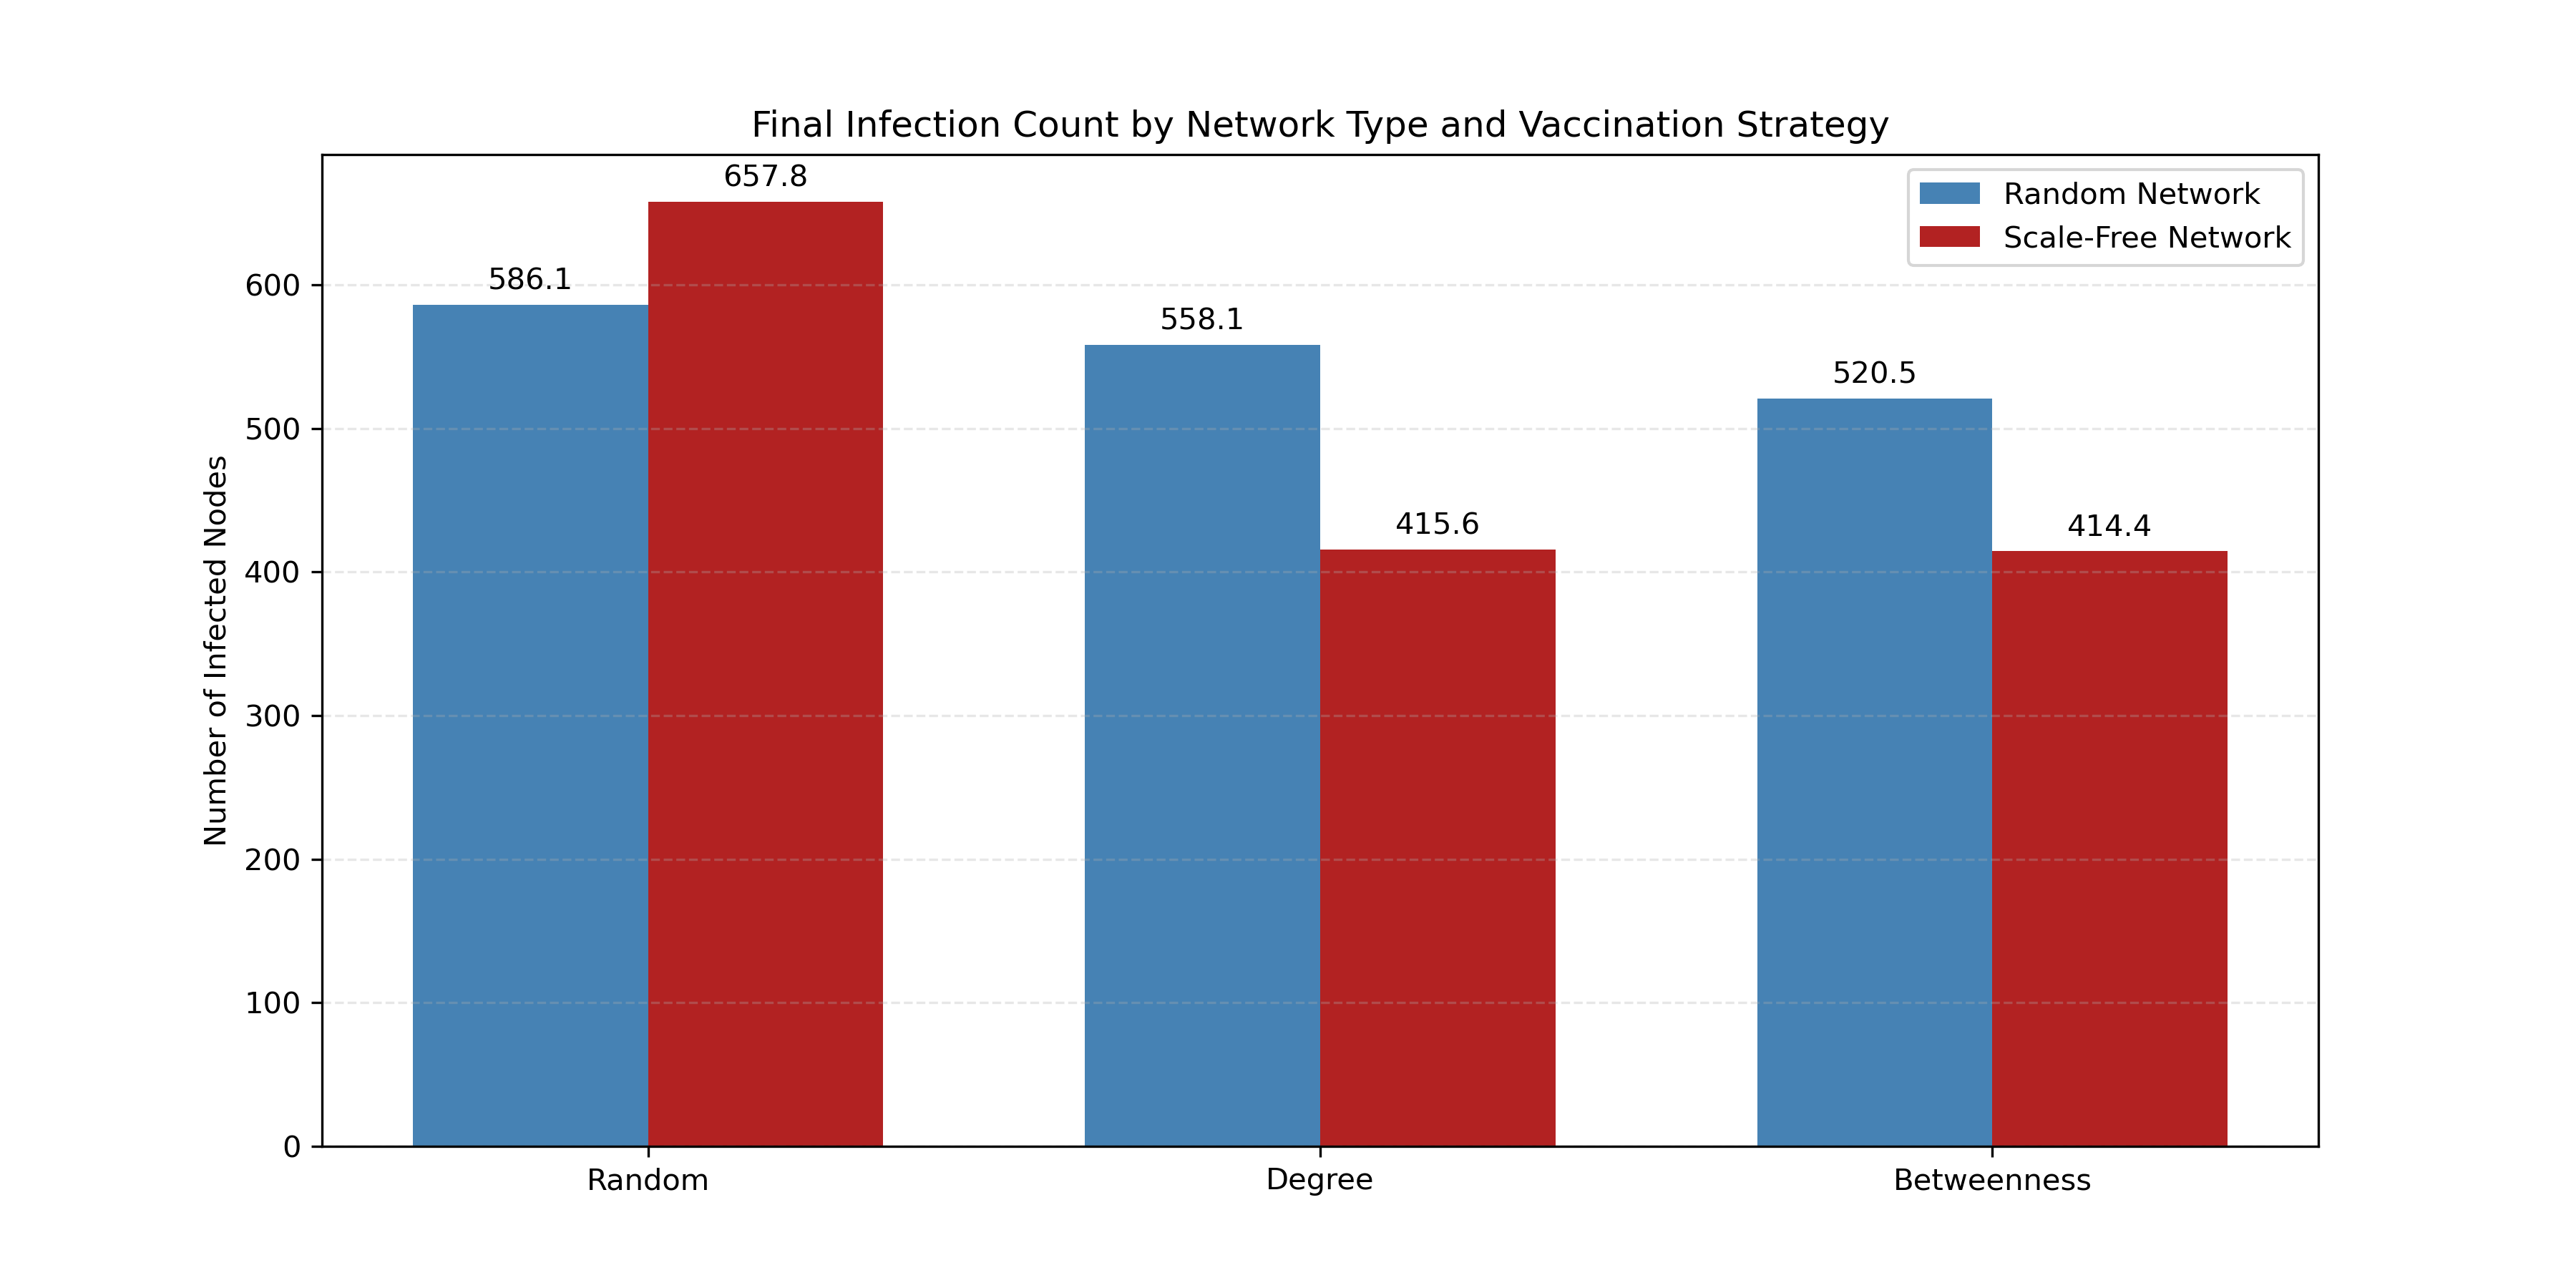 Final Infection Count by Network Type and Vaccination Strategy
Random Network
Scale-Free Network
Number of Infected Nodes
600
500
400
300
200
100
0
586.1
657.8
558.1
415.6
520.5
414.4
Random
Degree
Betweenness